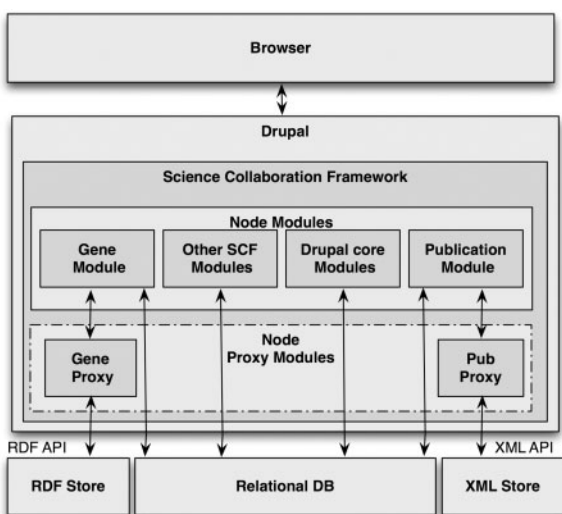 Browser
Drupal
Science Collaboration Framework
Node Modules
Gene
Module
Other SCF
Modules
Drupal core
Modules
Publication
Module
Node
Proxy Modules
Gene
Proxy
Pub
Proxy
RDF API
XML API
RDF Store
Relational DB
XML Store